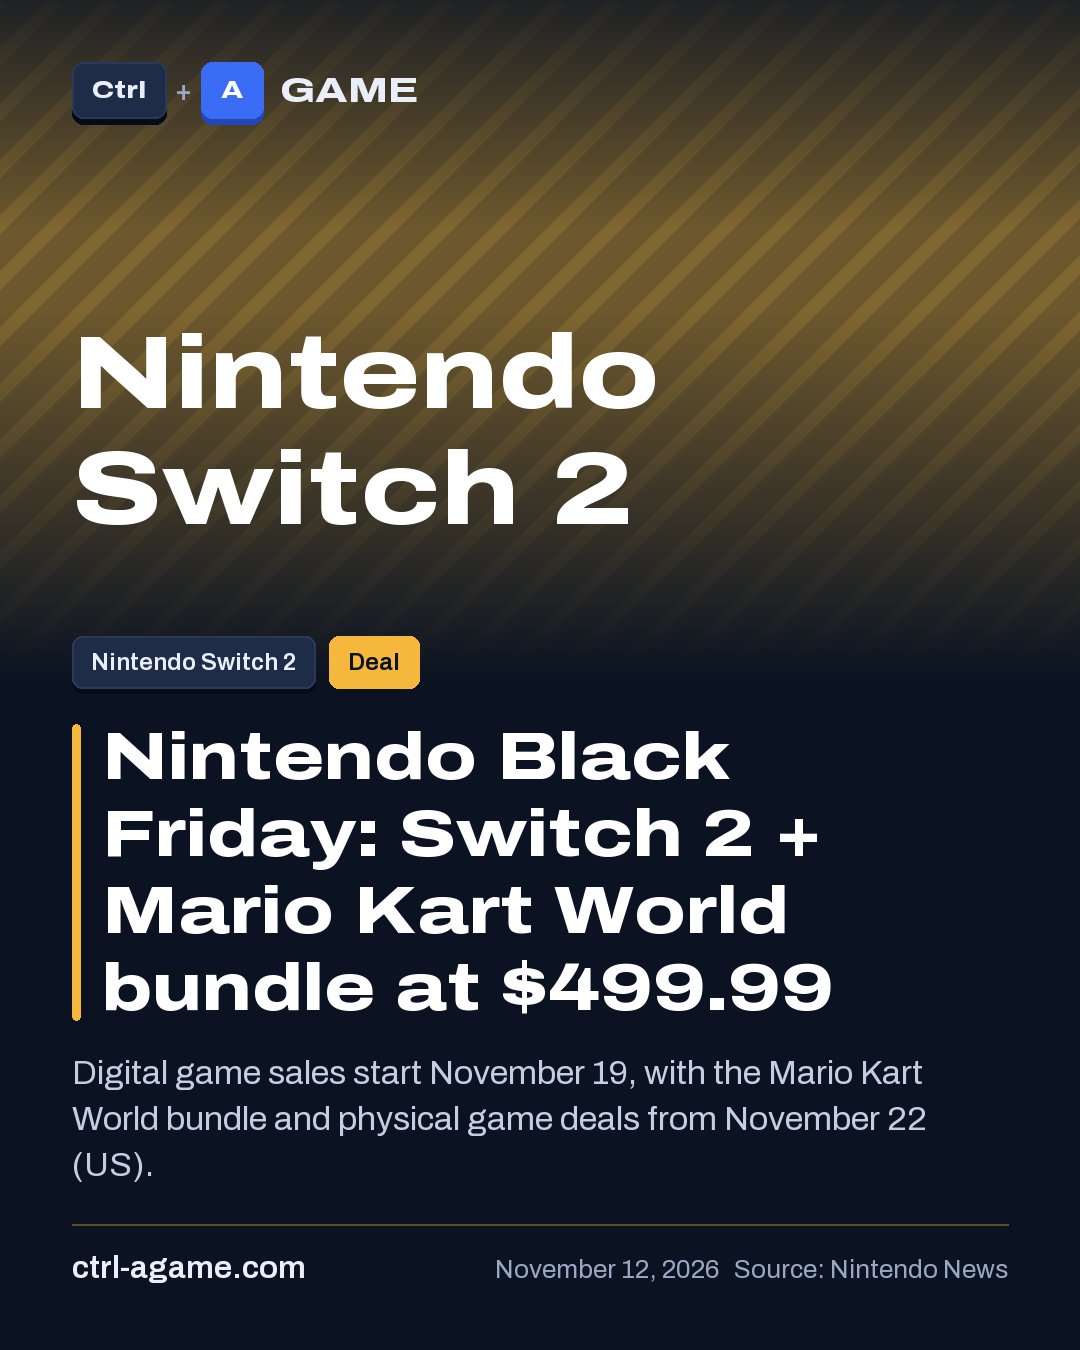 Ctrl + A GAME
Nintendo
Switch 2
Nintendo Switch 2 Deal
Nintendo Black
Friday: Switch 2 +
Mario Kart World
bundle at $499.99
Digital game sales start November 19, with the Mario Kart
World bundle and physical game deals from November 22
(US).
ctrl-agame.com November 12, 2026 Source: Nintendo News